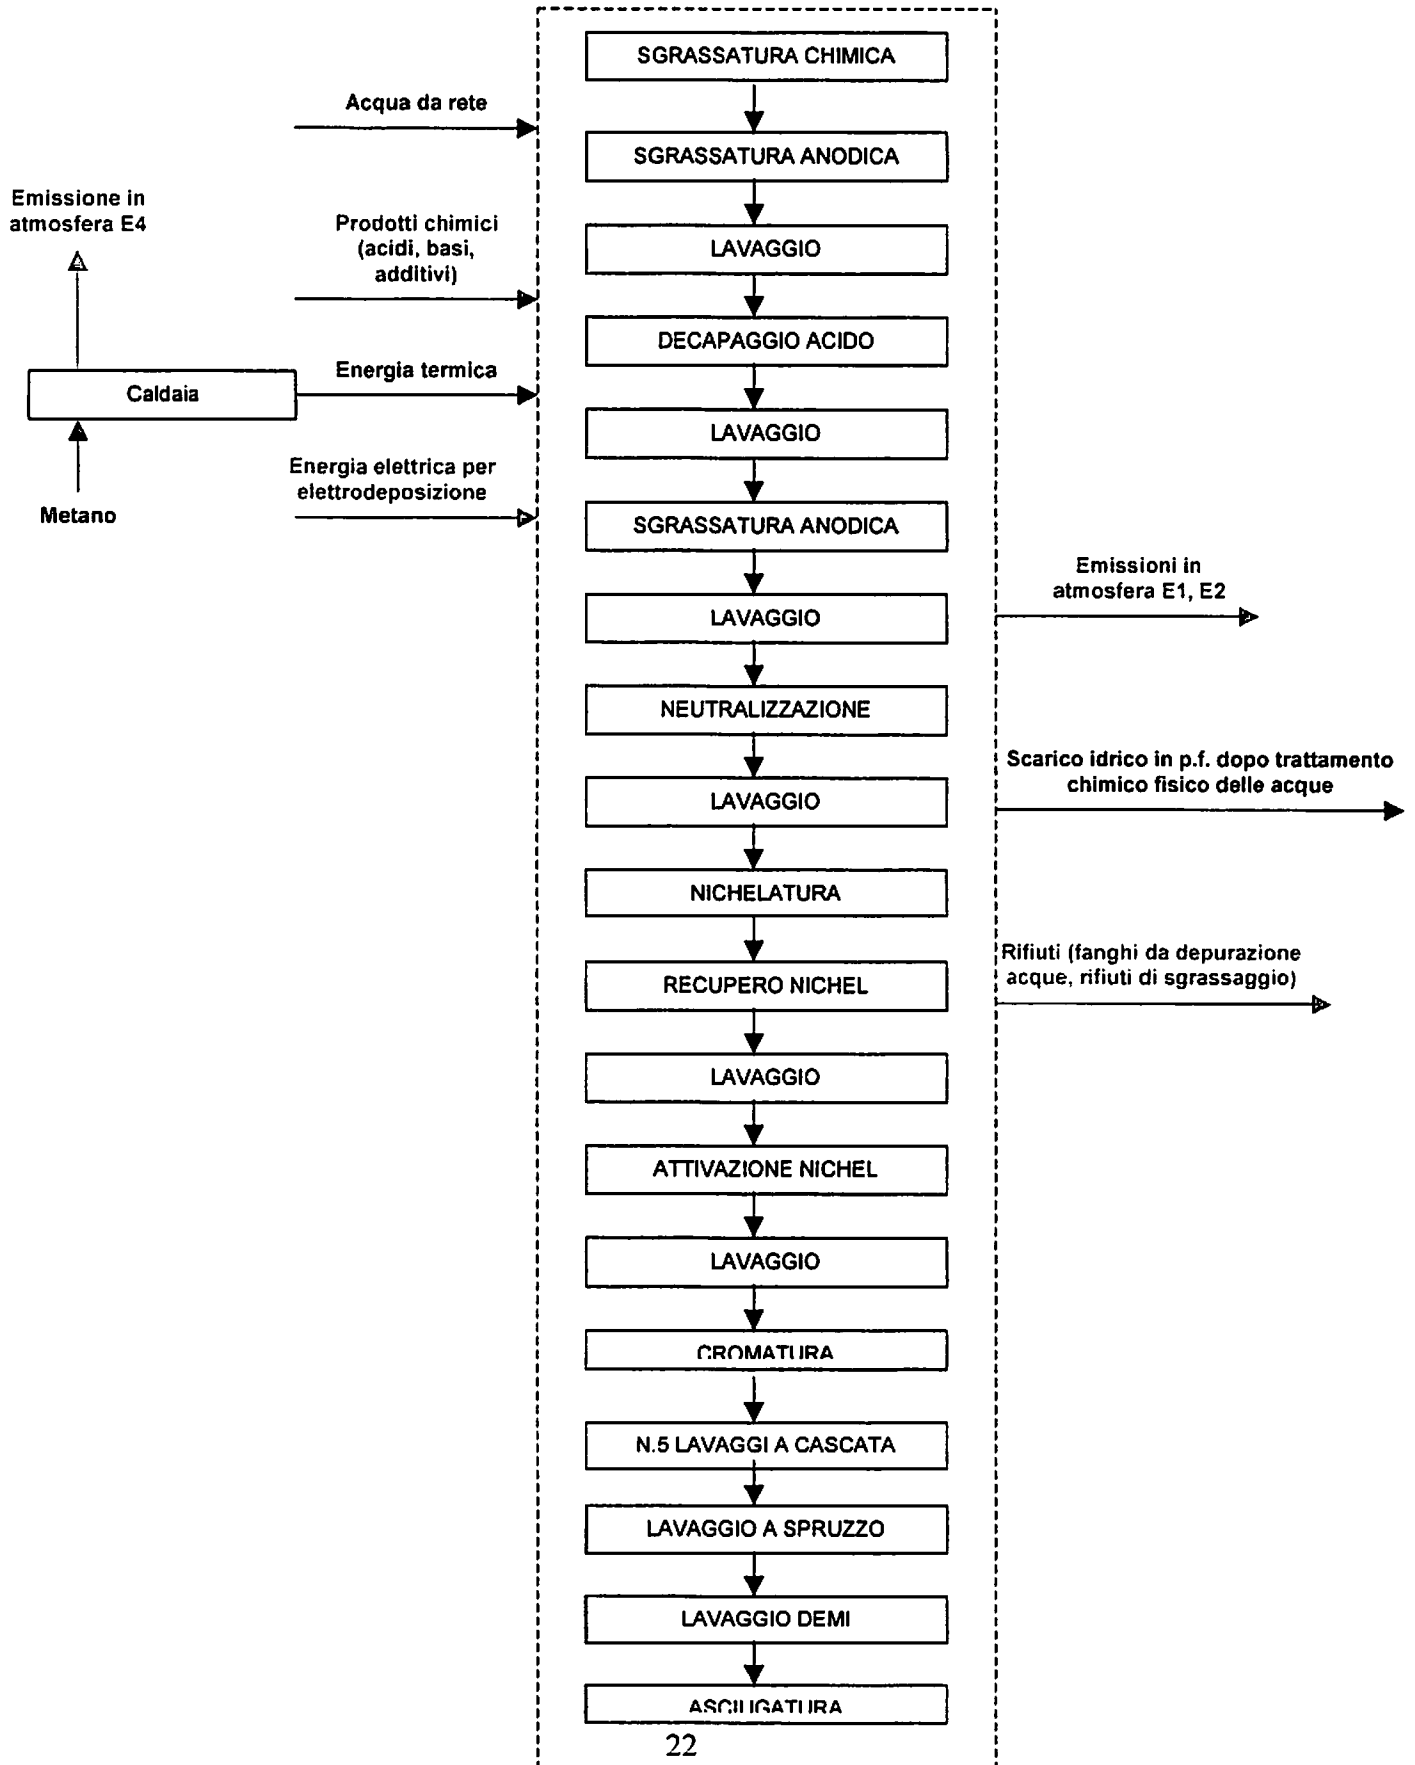 SGRASSATURA CHIMICA
Acqua da rete
SGRASSATURA ANODICA
Emissione in
atmosfera E4
Prodotti chimici
(acidi, basi,
additivi)
LAVAGGIO
DECAPAGGIO ACIDO
Energia termica
Caldaia
LAVAGGIO
Energia elettrica per
elettrodeposizione
Metano
SGRASSATURA ANODICA
Emissioni in
atmosfera E1, E2
LAVAGGIO
NEUTRALIZZAZIONE
Scarico idrico in p.f. dopo trattamento
chimico fisico delle acque
LAVAGGIO
NICHELATURA
Rifiuti (fanghi da depurazione
acque, rifiuti di sgrassaggio)
RECUPERO NICHEL
LAVAGGIO
ATTIVAZIONE NICHEL
LAVAGGIO
CROMATURA
N.5 LAVAGGI A CASCATA
LAVAGGIO A SPRUZZO
LAVAGGIO DEMI
ASCIUGATURA
22